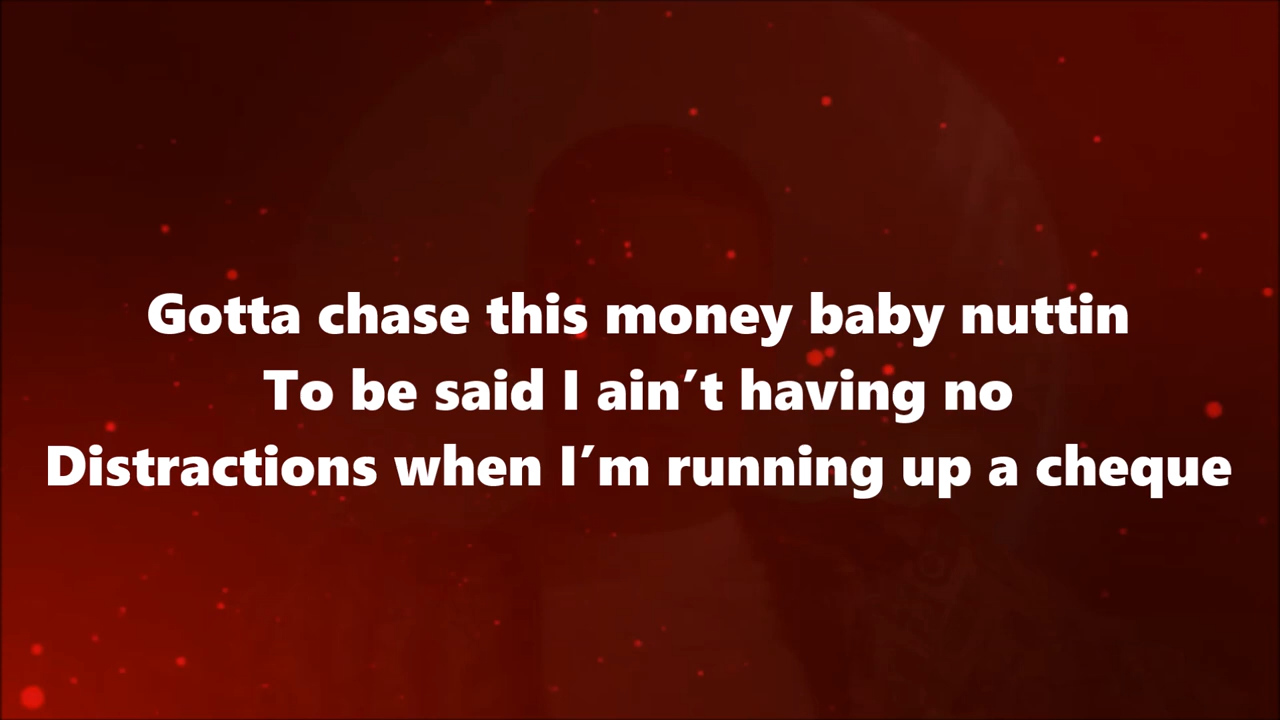 Gotta chase this money baby nuttin
To be said I ain’t having no
Distractions when I’m running up a cheque